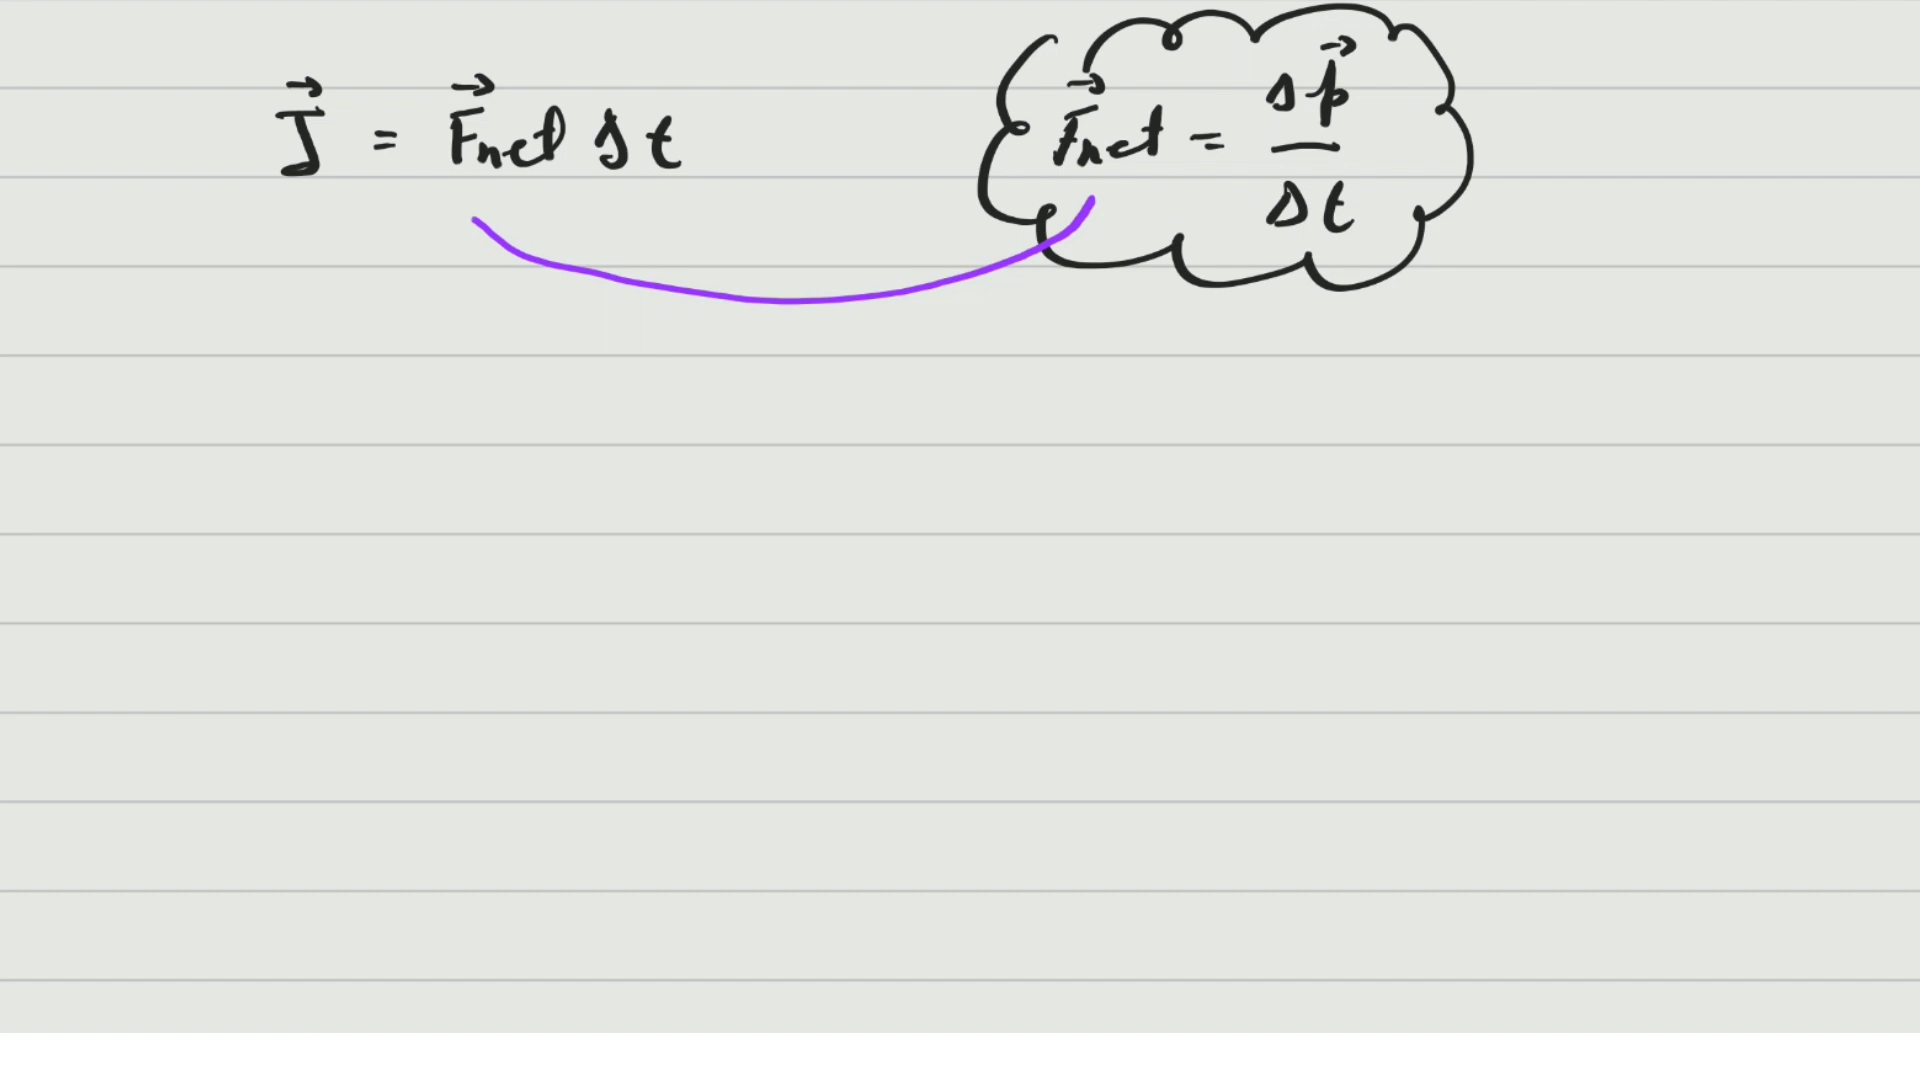 J⃗ = F⃗net Δt
F⃗net = Δp⃗ / Δt